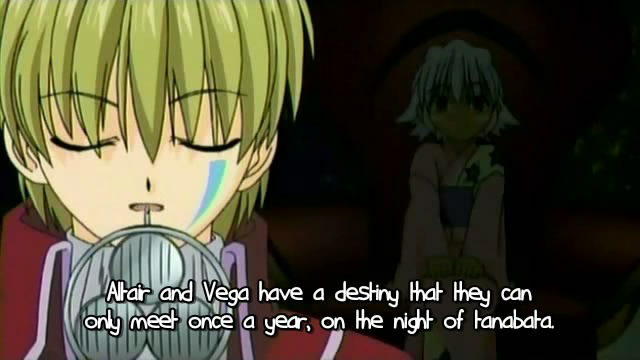 Altair and Vega have a destiny that they can
only meet once a year, on the night of tanabata.